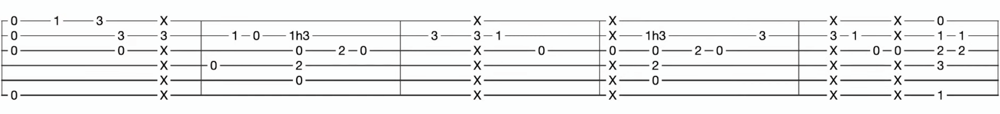 0 1 3 X X X X X 0
0 3 3 1 0 1h3 3 3 1 X 1h3 3 3 1 X 1 1
0 0 X 0 2 0 X 0 0 0 2 0 X 0 0 2 2
X 0 2 X X 2 X X 3
X 0 X X 0 X X
0 X X X X X 1